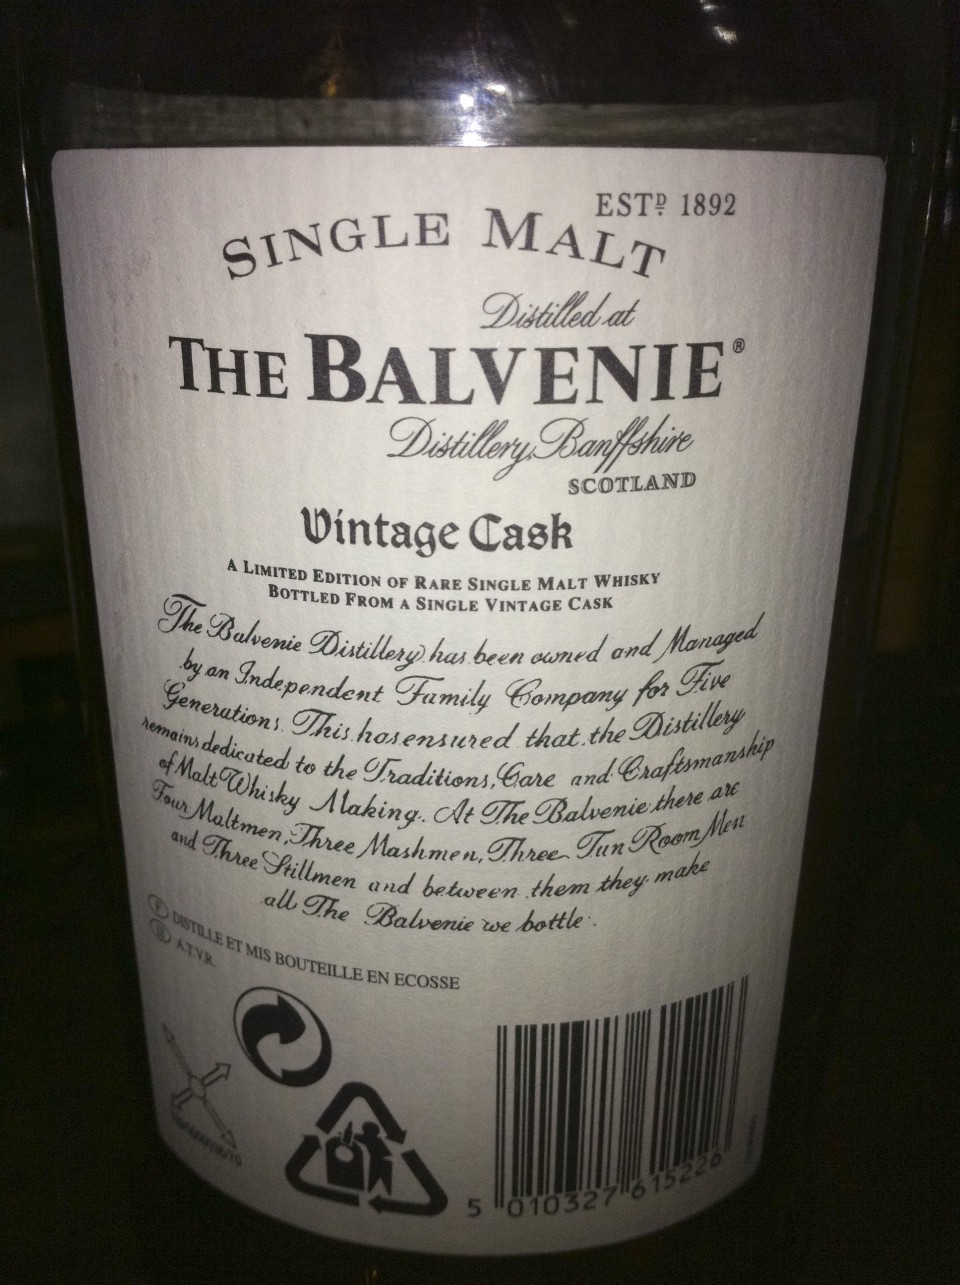 ESTD 1892
SINGLE MALT
Distilled at
THE BALVENIE®
Distillery, Banffshire
SCOTLAND
Vintage Cask
A LIMITED EDITION OF RARE SINGLE MALT WHISKY
BOTTLED FROM A SINGLE VINTAGE CASK
The Balvenie Distillery has been owned and Managed
by an Independent Family Company for Five
Generations. This has ensured that the Distillery
remains dedicated to the Traditions, Care and Craftsmanship
of Malt Whisky Making. At The Balvenie there are
Four Maltmen, Three Mashmen, Three Tun Room Men
and Three Stillmen and between them they make
all The Balvenie we bottle.
F DISTILLE ET MIS BOUTEILLE EN ECOSSE
A.T.V.R.
5 010327 615226